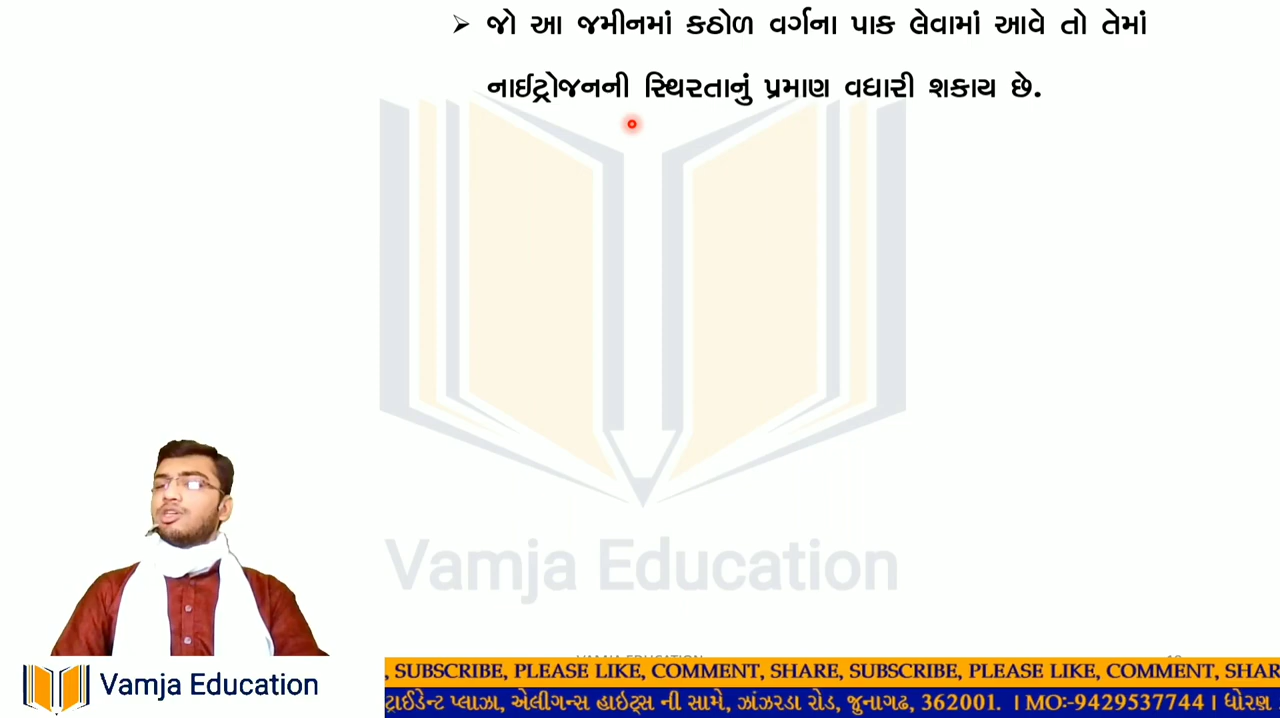 ➢ જો આ જમીનમાં કઠોળ વર્ગના પાક લેવામાં આવે તો તેમાં
નાઈટ્રોજનની સ્થિરતાનું પ્રમાણ વધારી શકાય છે.
Vamja Education
Vamja Education
, SUBSCRIBE, PLEASE LIKE, COMMENT, SHARE, SUBSCRIBE, PLEASE LIKE, COMMENT, SHAR
ટ્રાઈડેન્ટ પ્લાઝા, એલીગન્સ હાઇટ્સ ની સામે, ઝાંઝરડા રોડ, જુનાગઢ, 362001. | MO:-9429537744 | ધોરણ